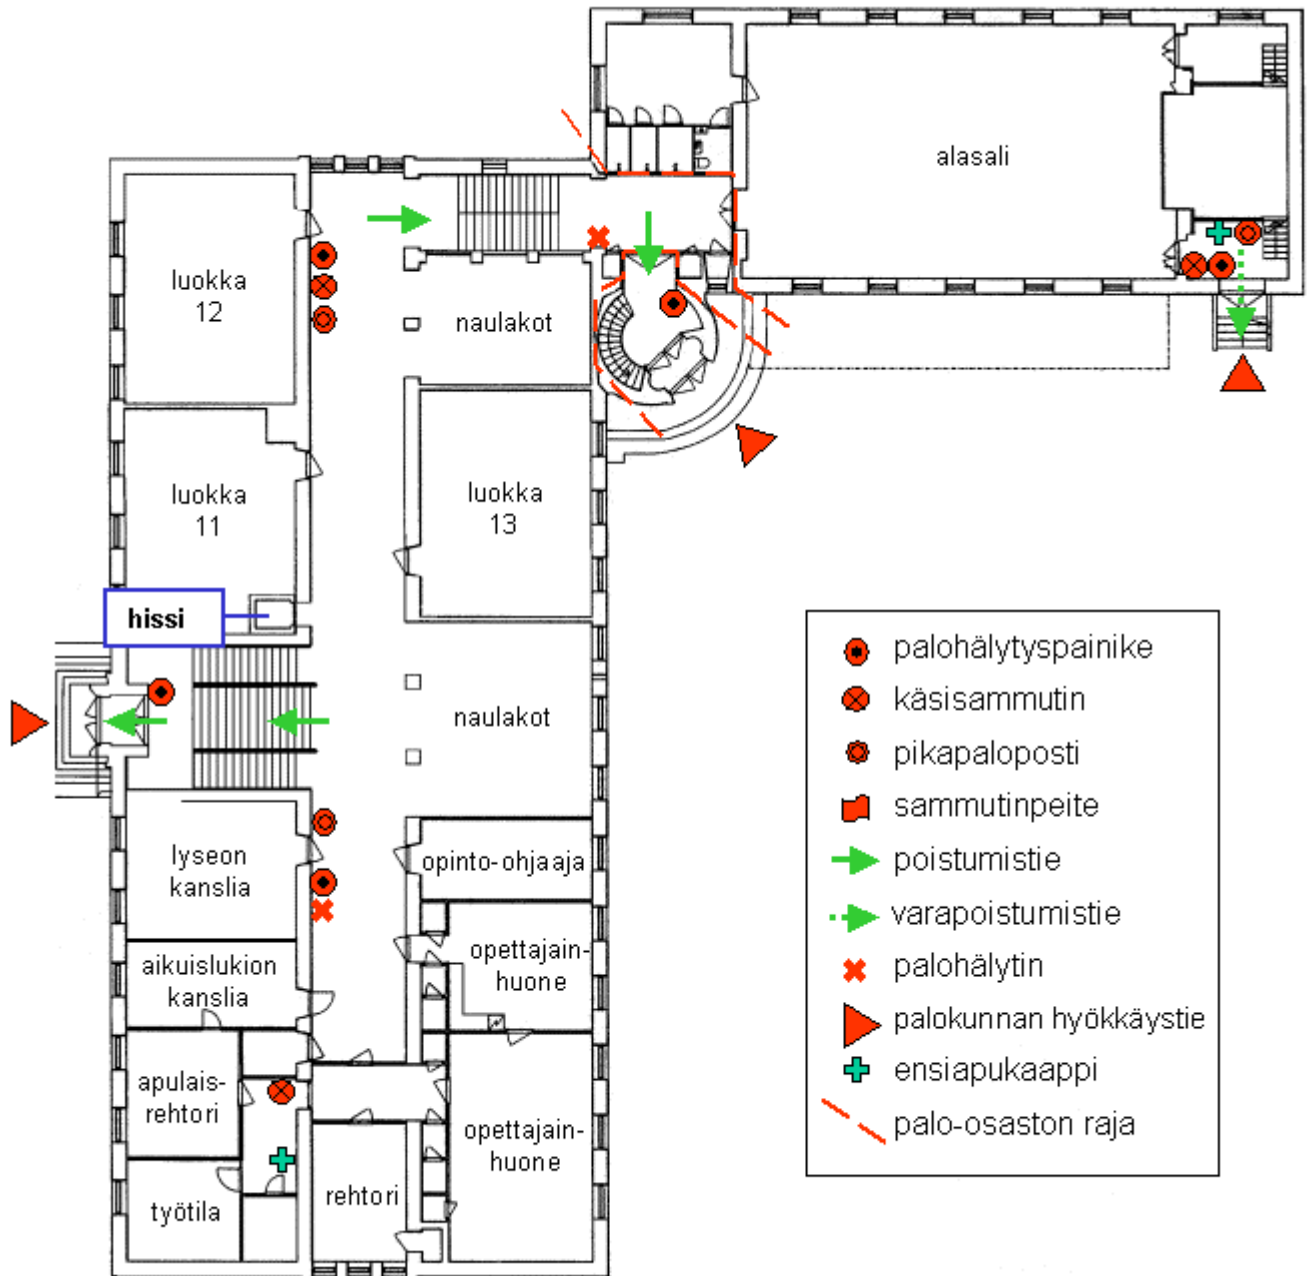 alasali
luokka
12
naulakot
luokka
11
luokka
13
hissi
naulakot
lyseon
kanslia
opinto-ohjaaja
aikuislukion
kanslia
opettajain-
huone
apulais-
rehtori
opettajain-
huone
työtila
rehtori
palohälytyspainike
käsisammutin
pikapaloposti
sammutinpeite
poistumistie
varapoistumistie
palohälytin
palokunnan hyökkäystie
ensiapukaappi
palo-osaston raja